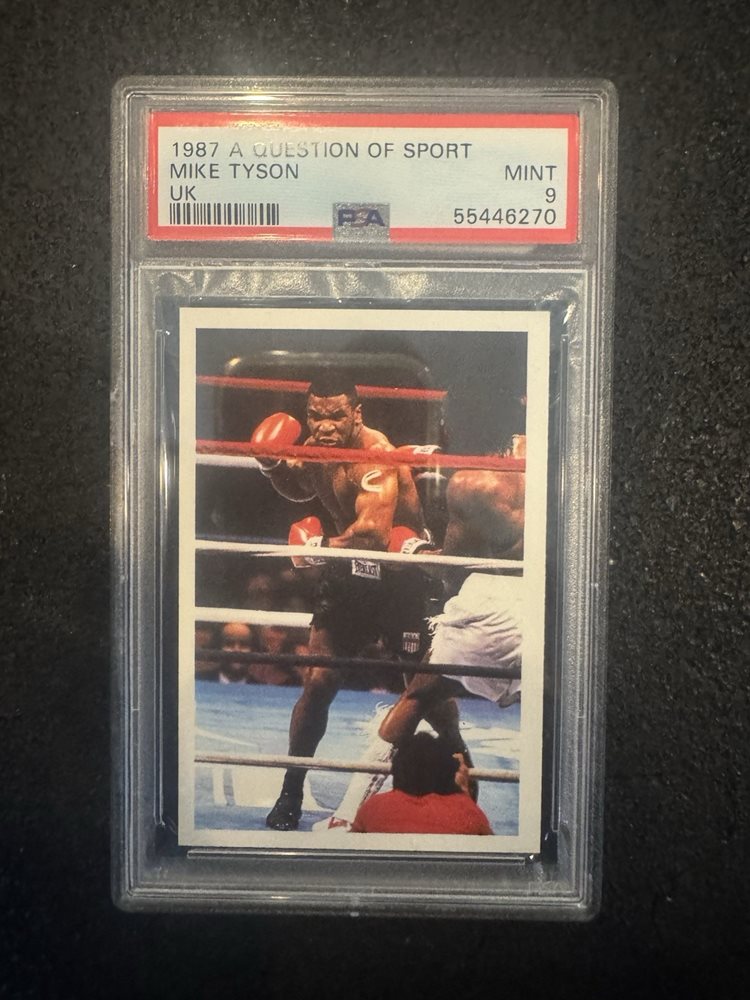 1987 A QUESTION OF SPORT
MIKE TYSON MINT
UK 9
PSA 55446270
EVERLAST